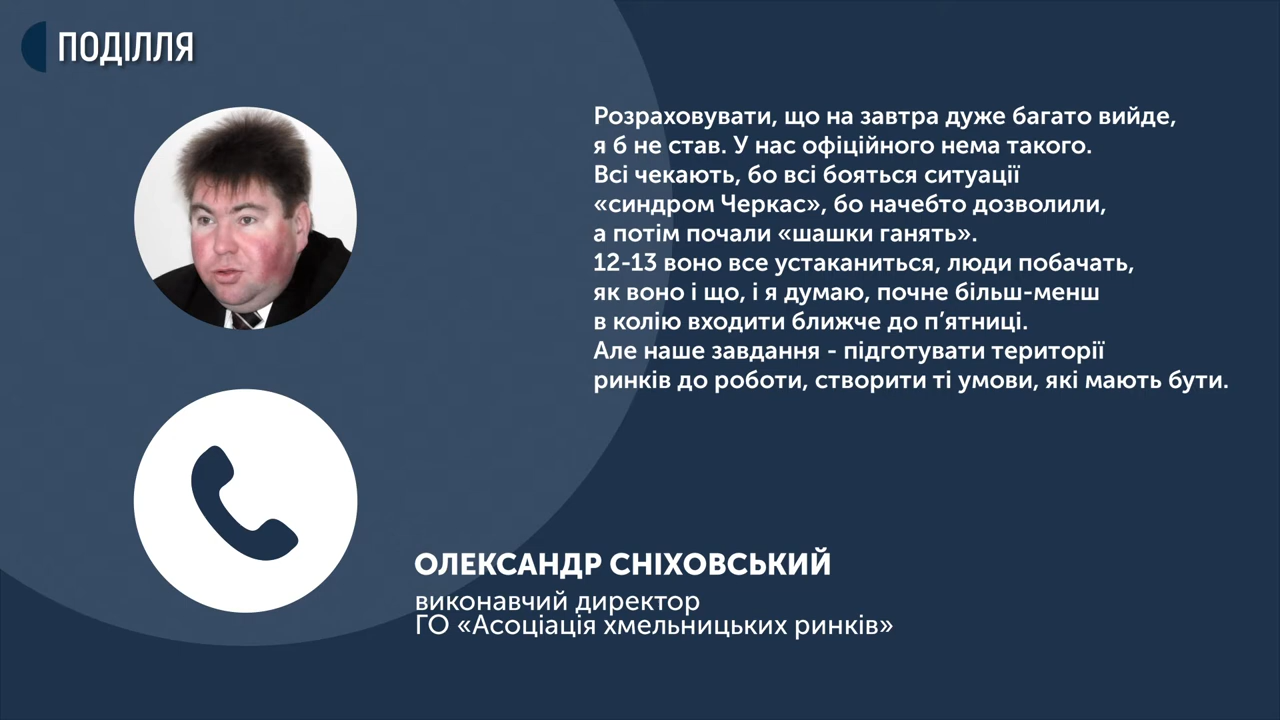 ПОДІЛЛЯ
Розраховувати, що на завтра дуже багато вийде,
я б не став. У нас офіційного нема такого.
Всі чекають, бо всі бояться ситуації
«синдром Черкас», бо начебто дозволили,
а потім почали «шашки ганять».
12-13 воно все устаканиться, люди побачать,
як воно і що, і я думаю, почне більш-менш
в колію входити ближче до п’ятниці.
Але наше завдання - підготувати території
ринків до роботи, створити ті умови, які мають бути.
ОЛЕКСАНДР СНІХОВСЬКИЙ
виконавчий директор
ГО «Асоціація хмельницьких ринків»